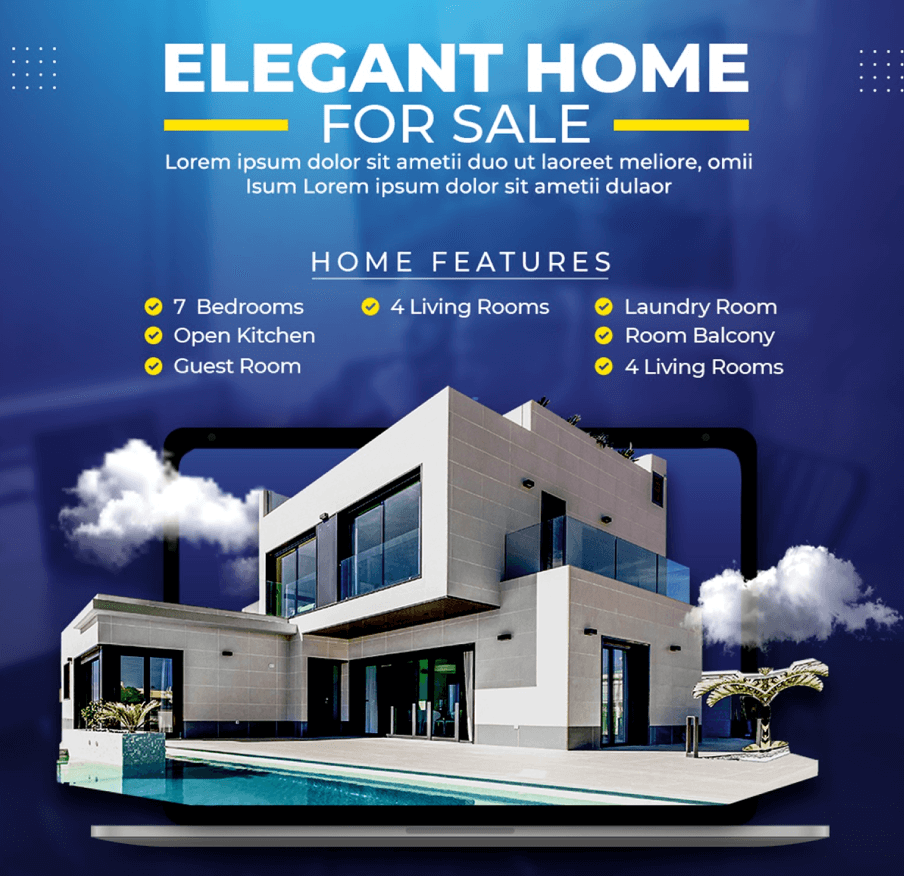 ELEGANT HOME
FOR SALE
Lorem ipsum dolor sit ametii duo ut laoreet meliore, omii
Isum Lorem ipsum dolor sit ametii dulaor
HOME FEATURES
7 Bedrooms
Open Kitchen
Guest Room
4 Living Rooms
Laundry Room
Room Balcony
4 Living Rooms